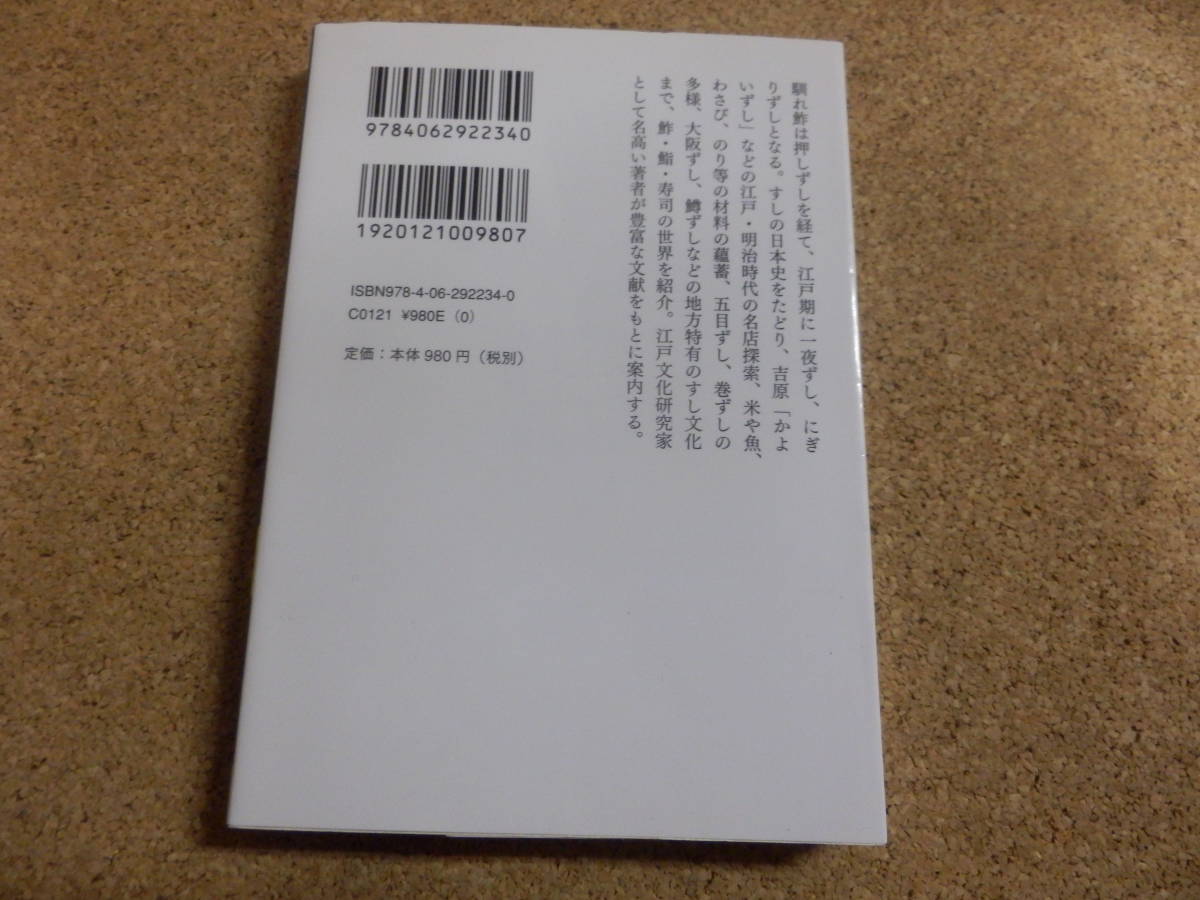 馴れ鮓は押しずしを経て、江戸期に一夜ずし、にぎ
りずしとなる。すしの日本史をたどり、吉原「かよ
いずし」などの江戸・明治時代の名店探索、米や魚、
わさび、のり等の材料の蘊蓄、五目ずし、巻ずしの
多様、大阪ずし、鱒ずしなどの地方特有のすし文化
まで、鮓・鮨・寿司の世界を紹介。江戸文化研究家
として名高い著者が豊富な文献をもとに案内する。
9784062922340
1920121009807
ISBN978-4-06-292234-0
C0121 ¥980E (0)
定価：本体980円（税別）